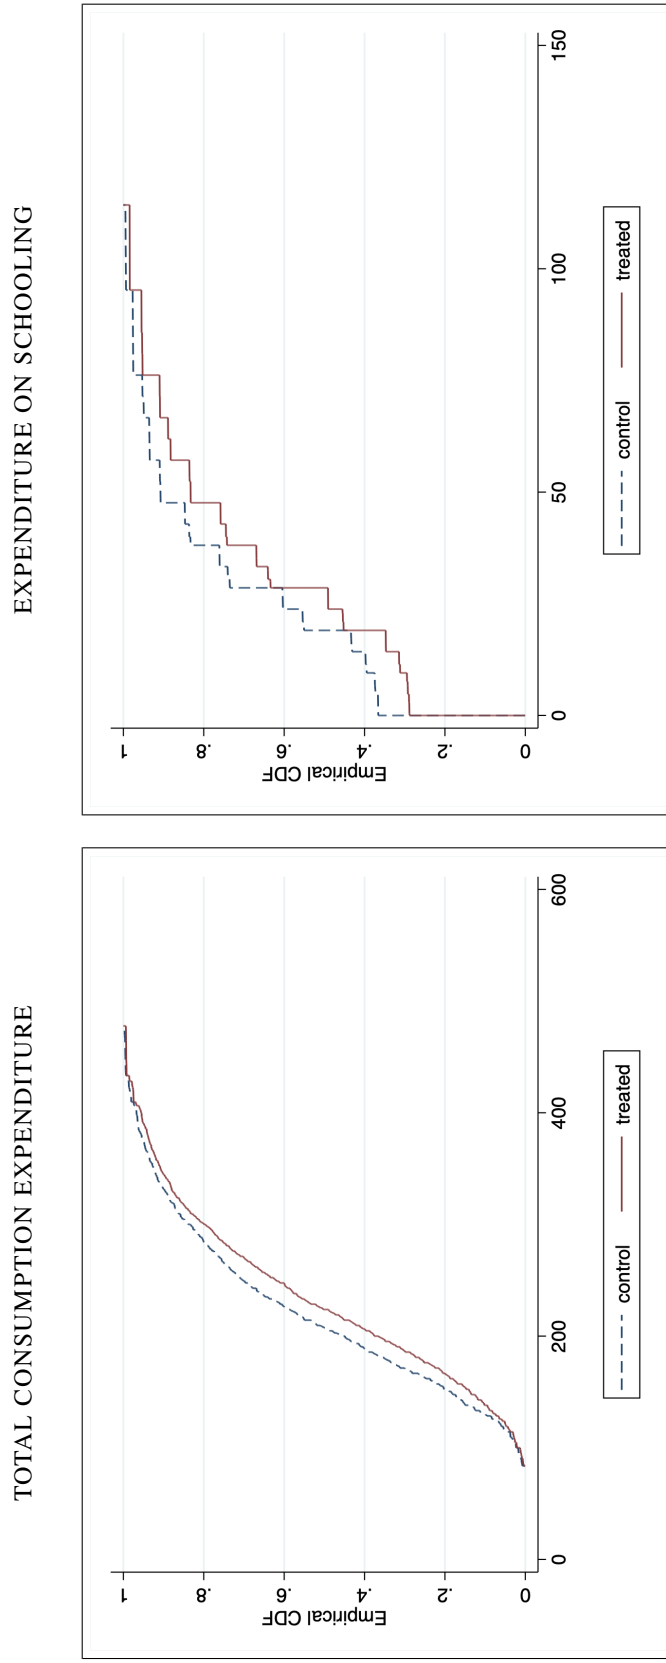 TOTAL CONSUMPTION EXPENDITURE
Empirical CDF
1
.8
.6
.4
.2
0
0
200
400
600
control
treated
EXPENDITURE ON SCHOOLING
Empirical CDF
1
.8
.6
.4
.2
0
0
50
100
150
control
treated